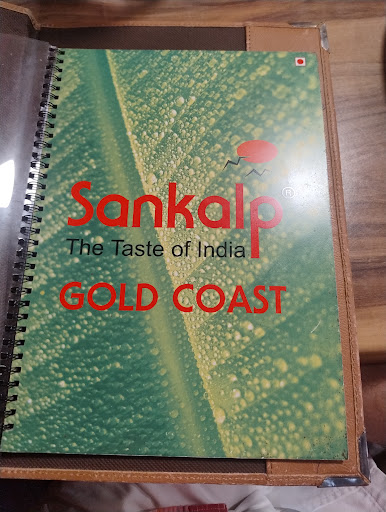 Sankalp®
The Taste of India
GOLD COAST